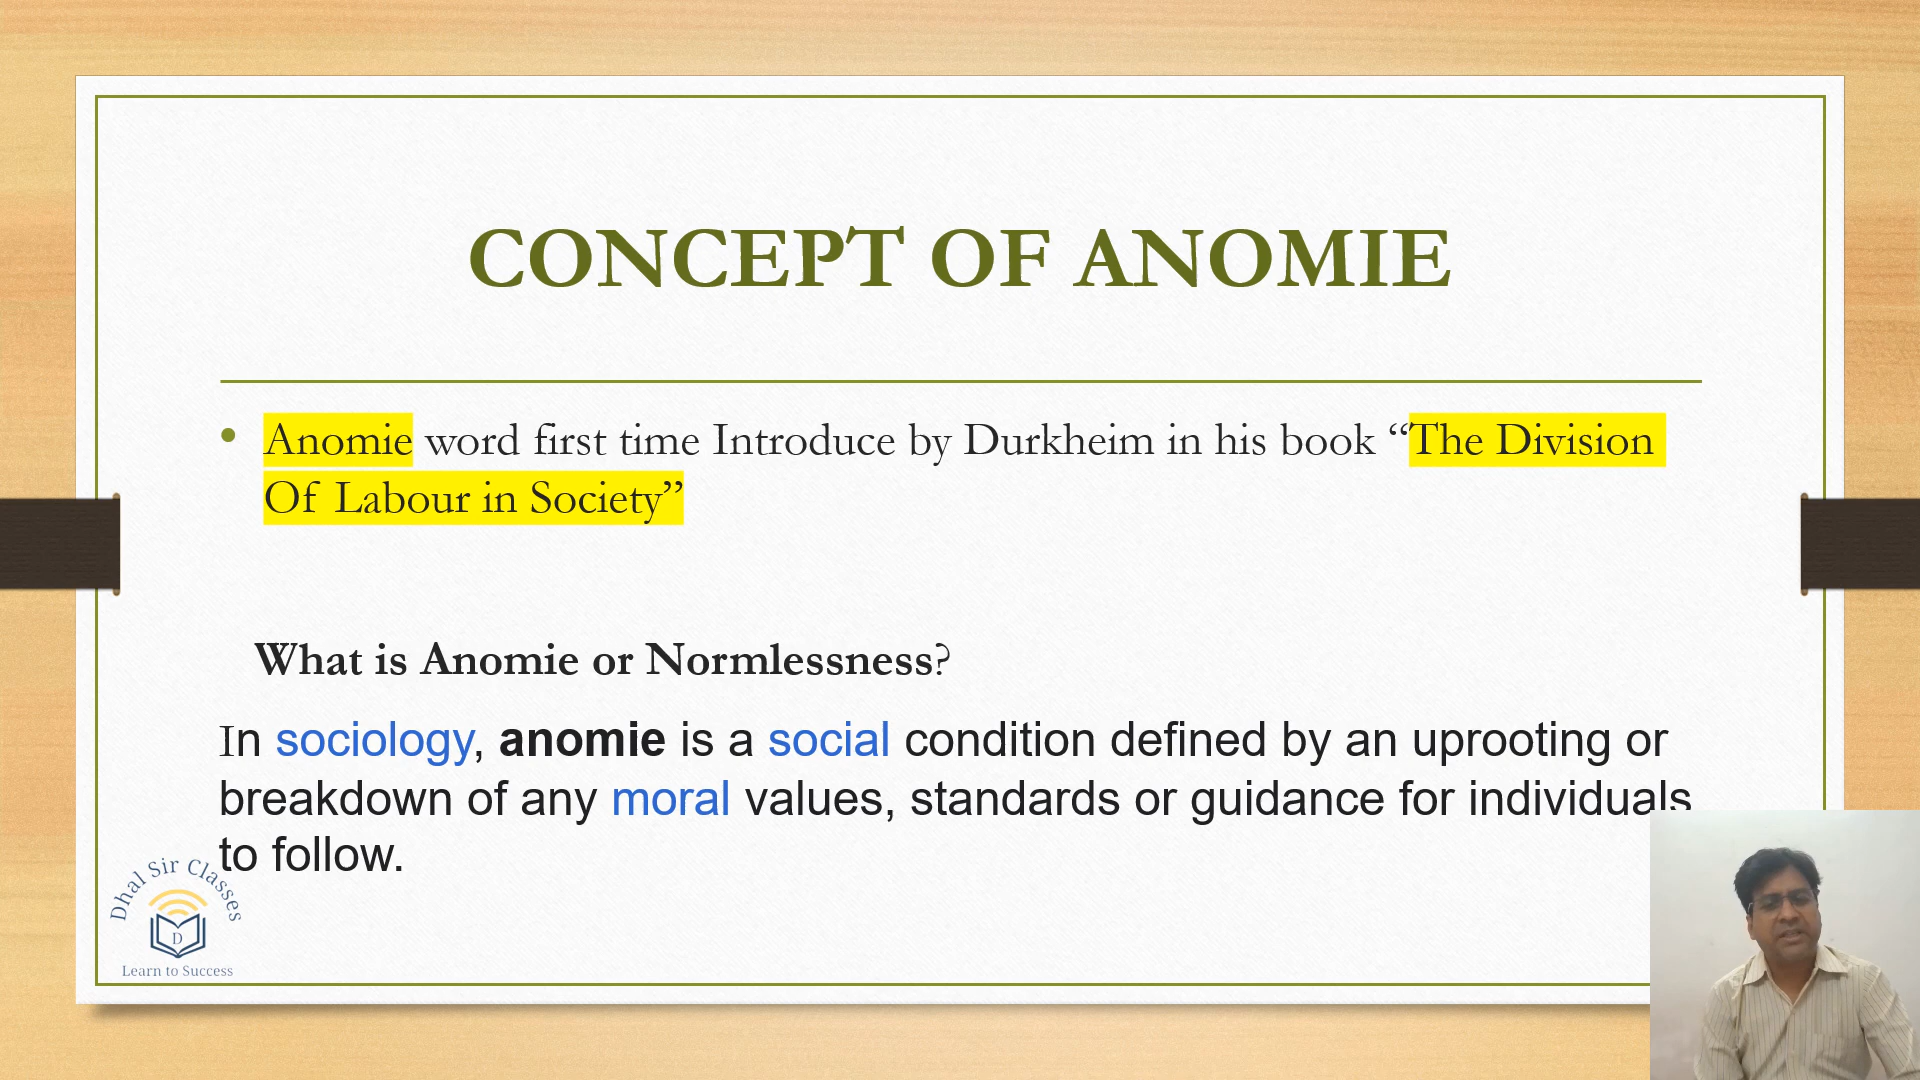 CONCEPT OF ANOMIE
• Anomie word first time Introduce by Durkheim in his book “The Division
Of Labour in Society”
What is Anomie or Normlessness?
In sociology, anomie is a social condition defined by an uprooting or
breakdown of any moral values, standards or guidance for individuals
to follow.
Dhal Sir Classes
D
Learn to Success